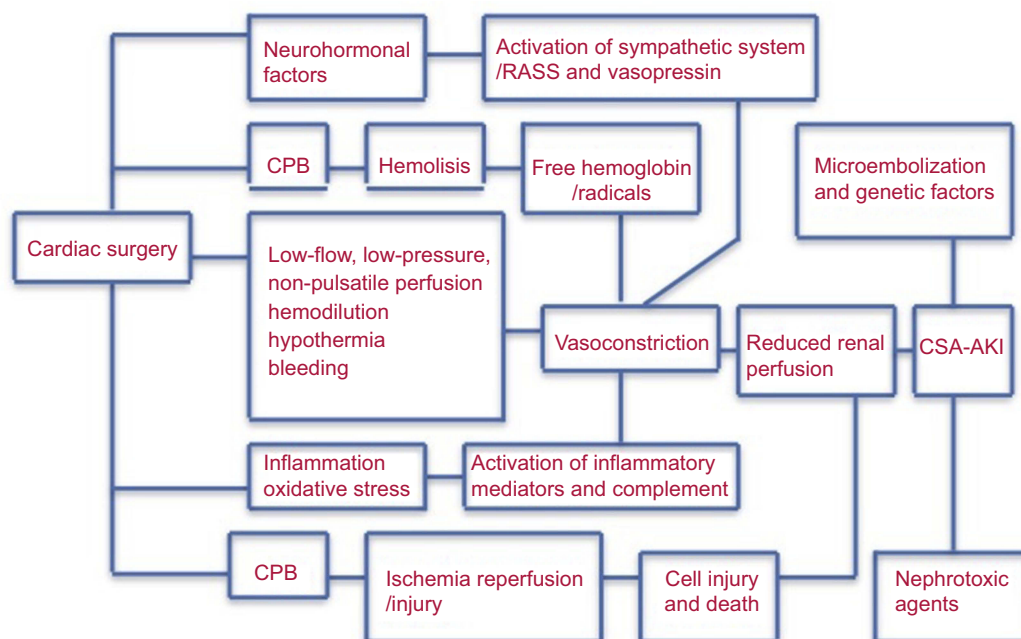 Neurohormonal
factors
Activation of sympathetic system
/RASS and vasopressin
CPB
Hemolisis
Free hemoglobin
/radicals
Microembolization
and genetic factors
Cardiac surgery
Low-flow, low-pressure,
non-pulsatile perfusion
hemodilution
hypothermia
bleeding
Vasoconstriction
Reduced renal
perfusion
CSA-AKI
Inflammation
oxidative stress
Activation of inflammatory
mediators and complement
CPB
Ischemia reperfusion
/injury
Cell injury
and death
Nephrotoxic
agents